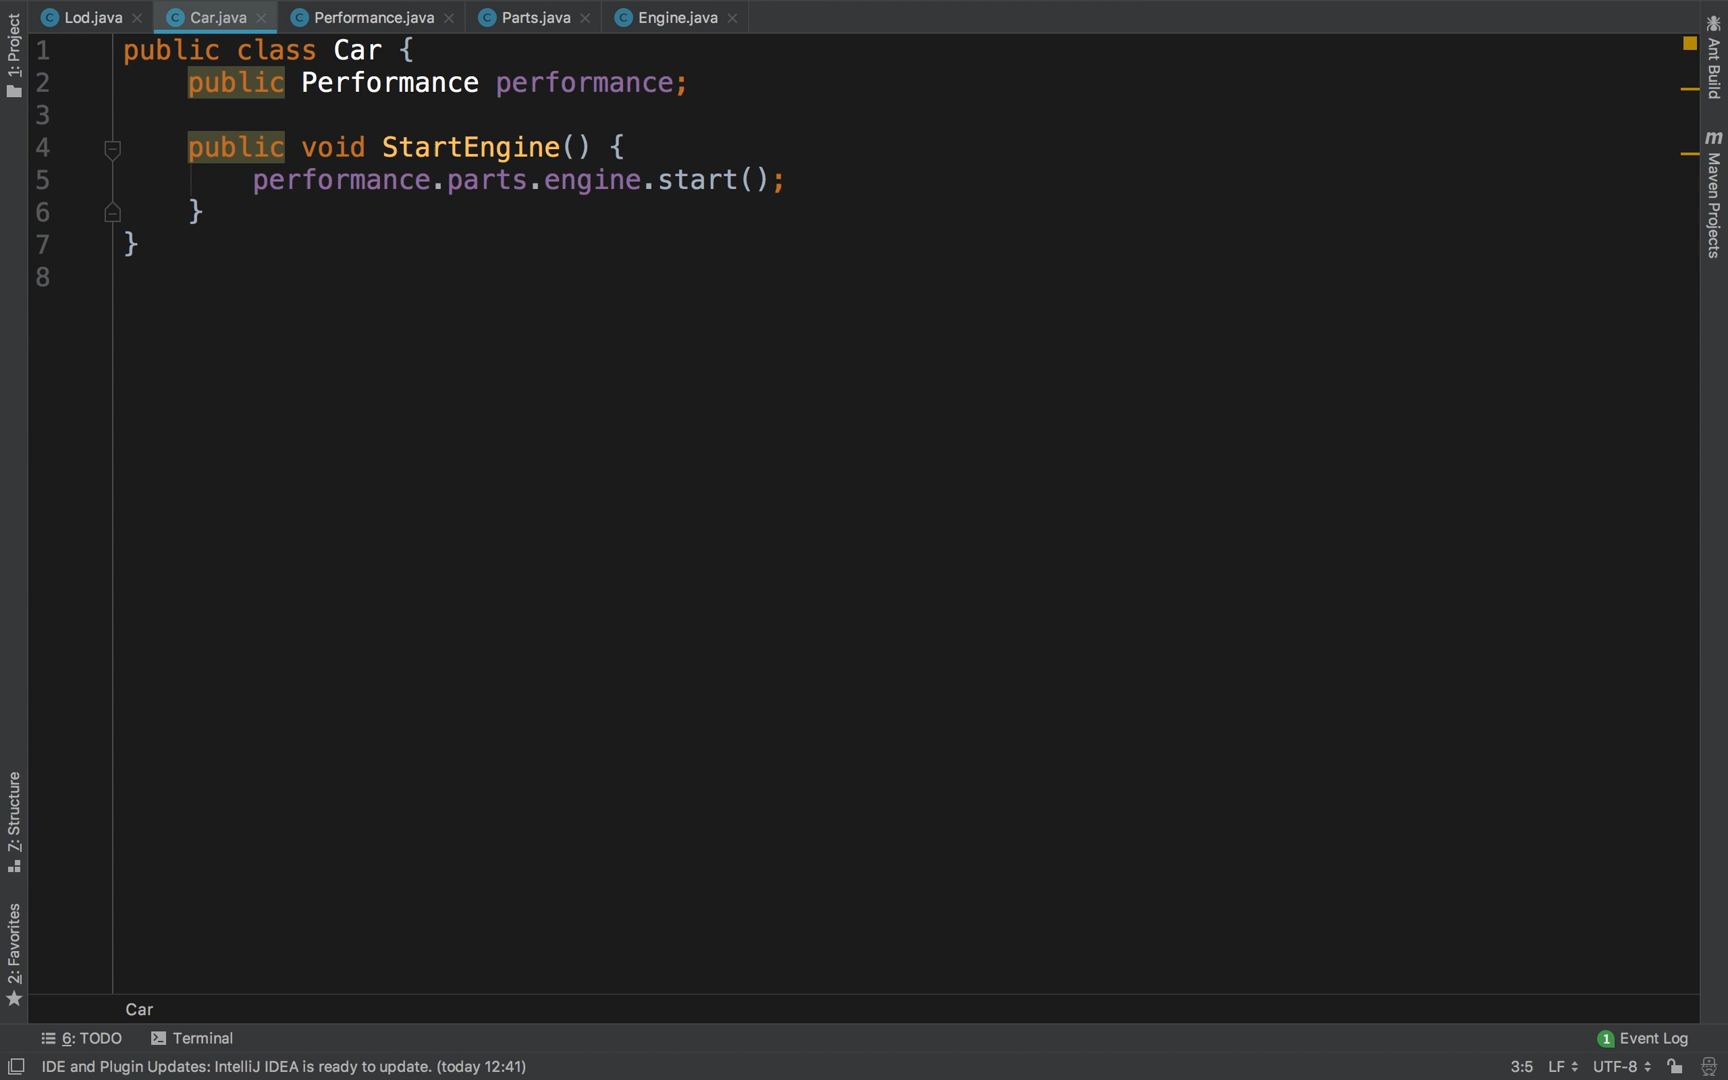 Lod.java
Car.java
Performance.java
Parts.java
Engine.java
1: Project
7: Structure
2: Favorites
1 public class Car {
2 public Performance performance;
3
4 public void StartEngine() {
5 performance.parts.engine.start();
6 }
7 }
8
Ant Build
m Maven Projects
Car
6: TODO
Terminal
1 Event Log
IDE and Plugin Updates: IntelliJ IDEA is ready to update. (today 12:41)
3:5 LF UTF-8